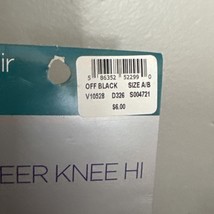 ir
5 86352 52299 0
OFF BLACK SIZE A/B
V10528 D326 S004721
$6.00
EER KNEE HI